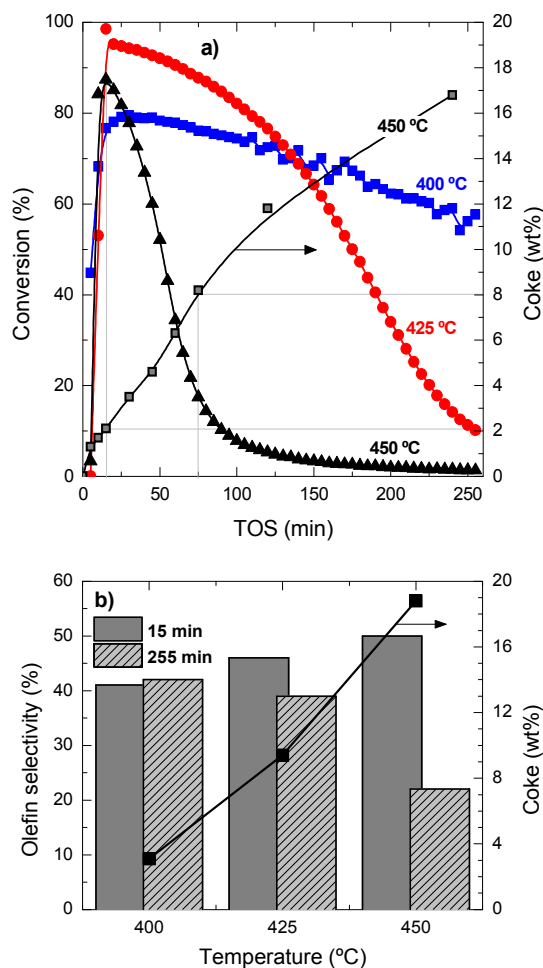 a)
100
80
60
40
20
0
Conversion (%)
20
18
16
14
12
10
8
6
4
2
0
Coke (wt%)
450 ºC
400 ºC
425 ºC
450 ºC
0 50 100 150 200 250
TOS (min)
b)
15 min
255 min
60
50
40
30
20
10
0
Olefin selectivity (%)
20
16
12
8
4
0
Coke (wt%)
400 425 450
Temperature (ºC)